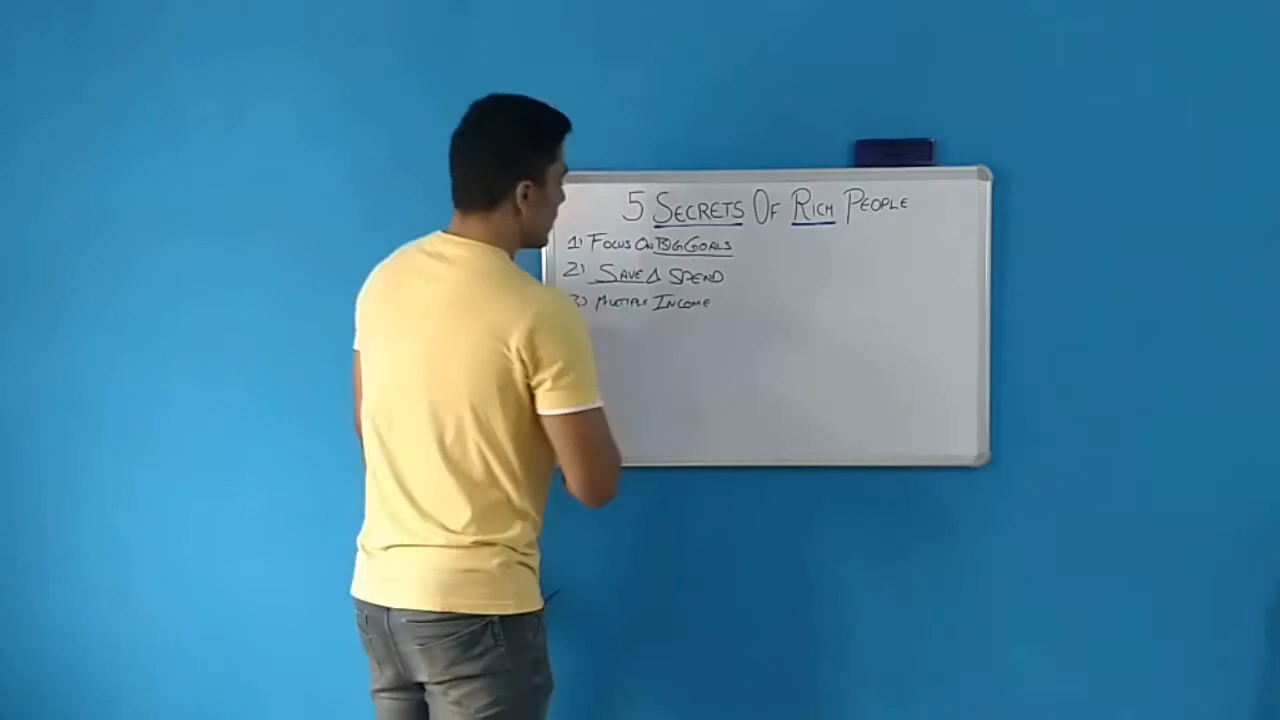 5 SECRETS OF RICH PEOPLE
1) FOCUS ON BIG GOALS
2) SAVE Δ SPEND
3) MULTIPLE INCOME